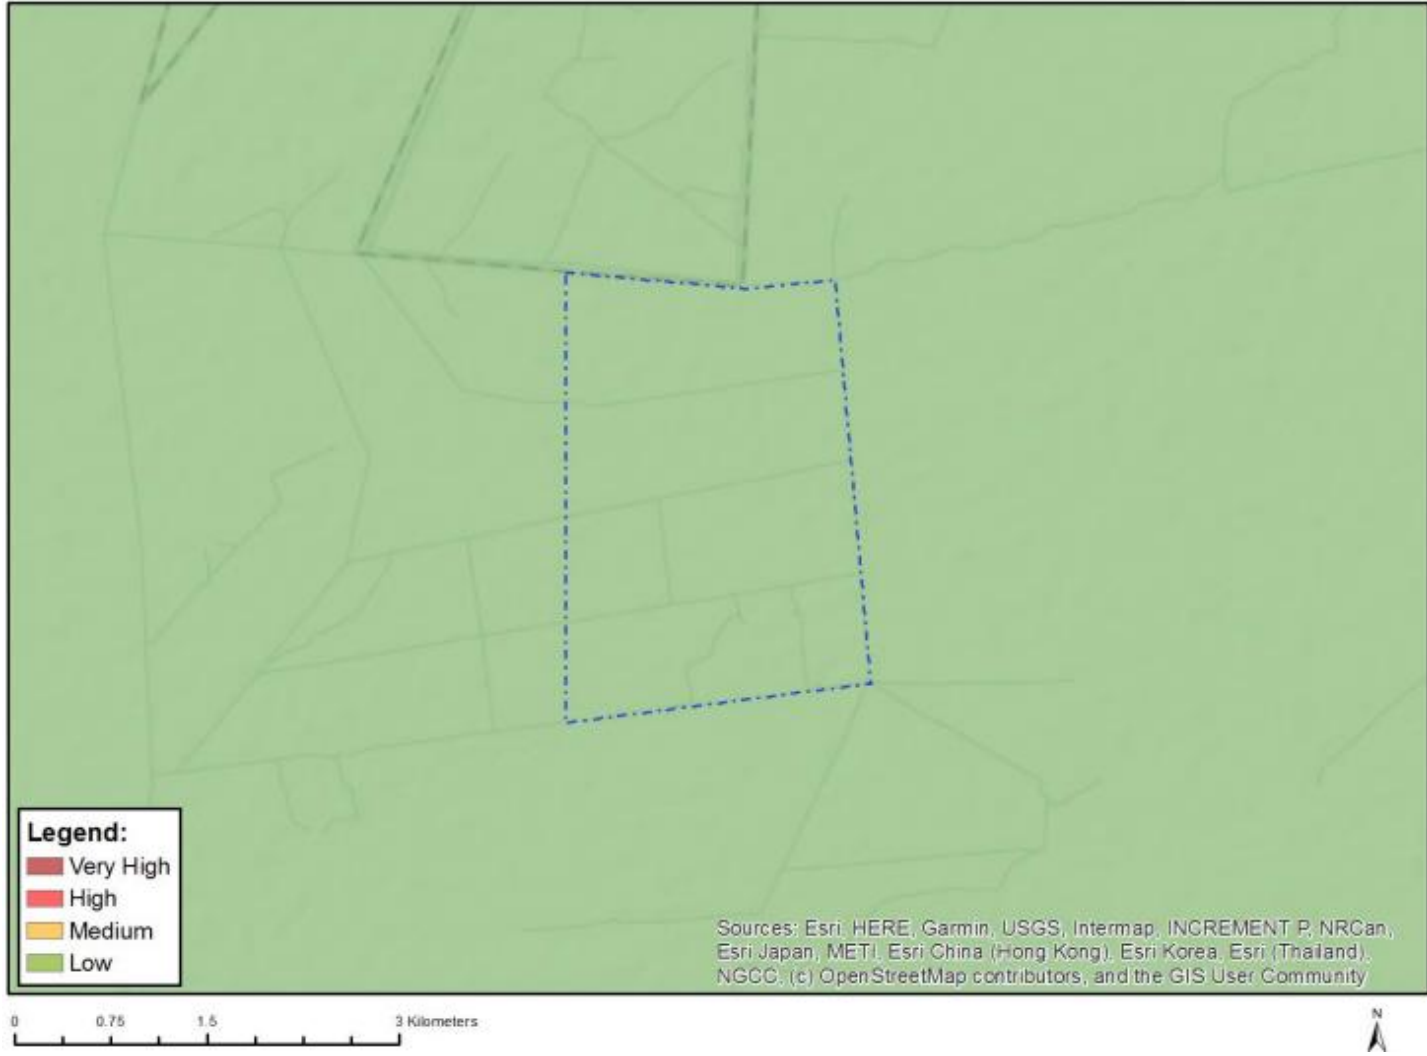 Legend:
Very High
High
Medium
Low
Sources: Esri, HERE, Garmin, USGS, Intermap, INCREMENT P, NRCan,
Esri Japan, METI, Esri China (Hong Kong), Esri Korea, Esri (Thailand),
NGCC, (c) OpenStreetMap contributors, and the GIS User Community
0 0.75 1.5 3 Kilometers
N